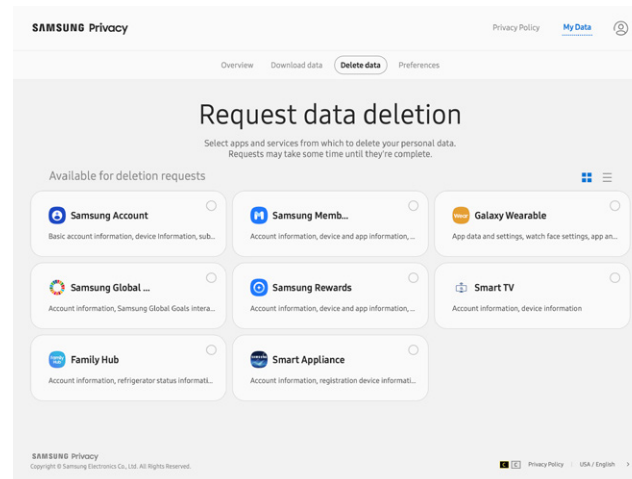 SAMSUNG Privacy
Privacy Policy
My Data
Overview
Download data
Delete data
Preferences
Request data deletion
Select apps and services from which to delete your personal data.
Requests may take some time until they're complete.
Available for deletion requests
Samsung Account
Basic account information, device Information, sub...
Samsung Memb...
Account information, device and app information, ...
Galaxy Wearable
App data and settings, watch face settings, app an...
Samsung Global ...
Account information, Samsung Global Goals intera...
Samsung Rewards
Account information, device and app information, ...
Smart TV
Account information, device information
Family Hub
Account information, refrigerator status informati...
Smart Appliance
Account information, registration device informati...
SAMSUNG Privacy
Copyright © Samsung Electronics Co., Ltd. All Rights Reserved.
C C Privacy Policy USA / English >